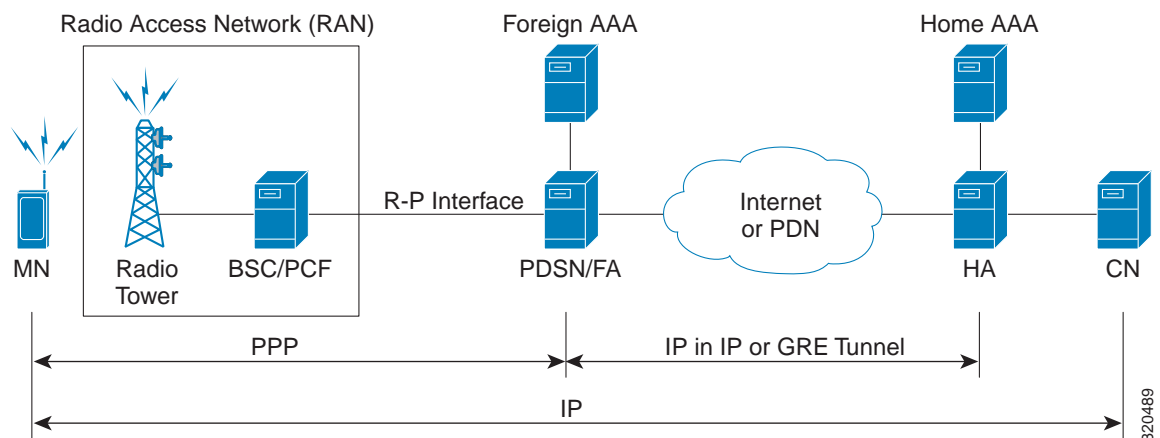 Radio Access Network (RAN)
Foreign AAA
Home AAA
R-P Interface
Internet
or PDN
MN
Radio
Tower
BSC/PCF
PDSN/FA
HA
CN
PPP
IP in IP or GRE Tunnel
IP
320489